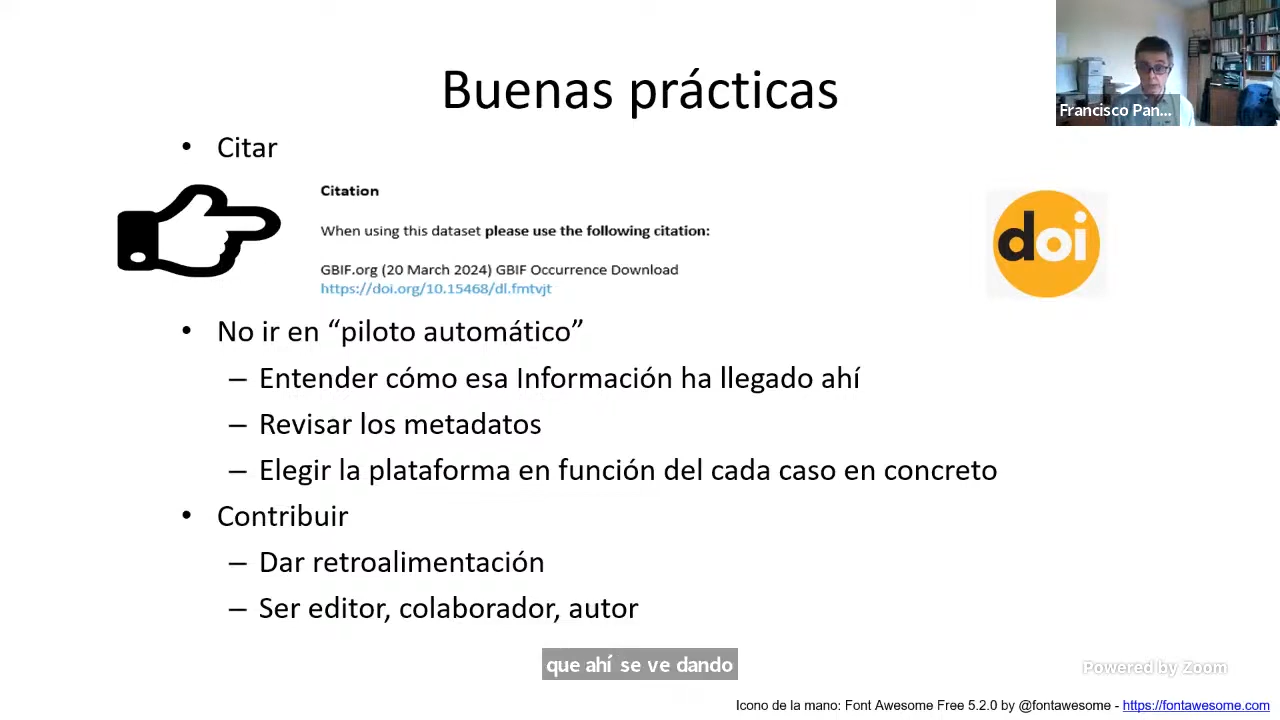 Buenas prácticas
Francisco Pan...
• Citar
Citation
When using this dataset please use the following citation:
GBIF.org (20 March 2024) GBIF Occurrence Download
https://doi.org/10.15468/dl.fmtvjt
doi
• No ir en “piloto automático”
– Entender cómo esa Información ha llegado ahí
– Revisar los metadatos
– Elegir la plataforma en función del cada caso en concreto
• Contribuir
– Dar retroalimentación
– Ser editor, colaborador, autor
que ahí se ve dando
Powered by Zoom
Icono de la mano: Font Awesome Free 5.2.0 by @fontawesome - https://fontawesome.com